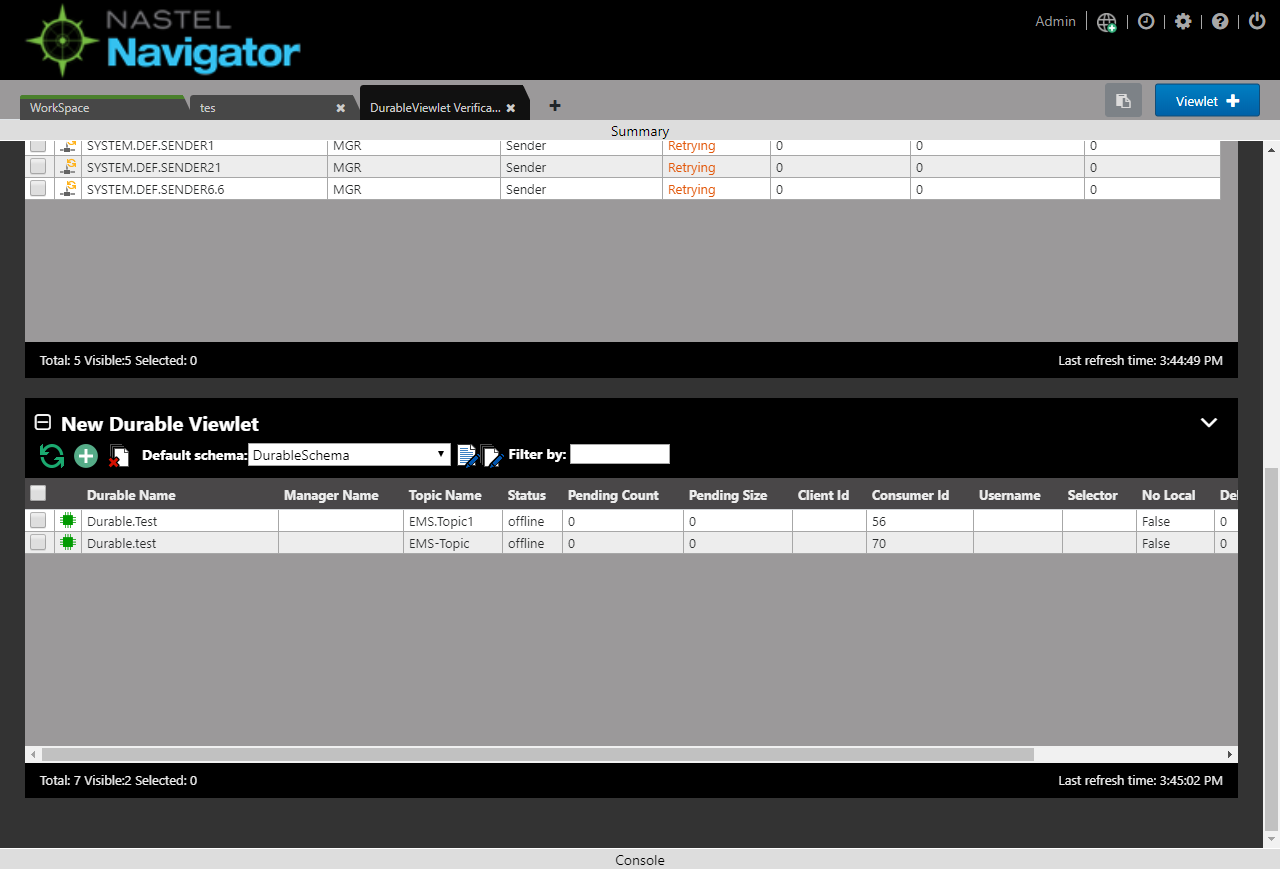 NASTEL
Navigator
Admin
WorkSpace tes DurableViewlet Verifica... Viewlet
Summary
SYSTEM.DEF.SENDER1 MGR Sender Retrying 0 0 0
SYSTEM.DEF.SENDER21 MGR Sender Retrying 0 0 0
SYSTEM.DEF.SENDER6.6 MGR Sender Retrying 0 0 0
Total: 5 Visible:5 Selected: 0 Last refresh time: 3:44:49 PM
New Durable Viewlet
Default schema: DurableSchema Filter by:
Durable Name Manager Name Topic Name Status Pending Count Pending Size Client Id Consumer Id Username Selector No Local Del
Durable.Test EMS.Topic1 offline 0 0 56 False 0
Durable.test EMS-Topic offline 0 0 70 False 0
Total: 7 Visible:2 Selected: 0 Last refresh time: 3:45:02 PM
Console